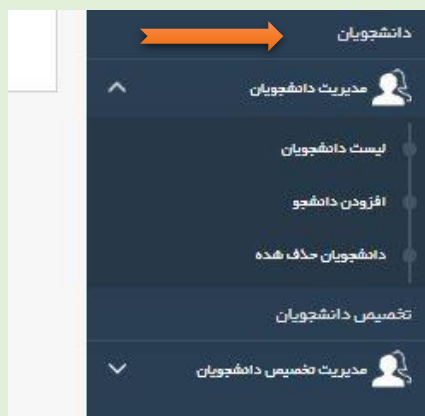 دانشجویان
مدیریت دانشجویان
لیست دانشجویان
افزودن دانشجو
دانشجویان حذف شده
تخصیص دانشجویان
مدیریت تخصیص دانشجویان